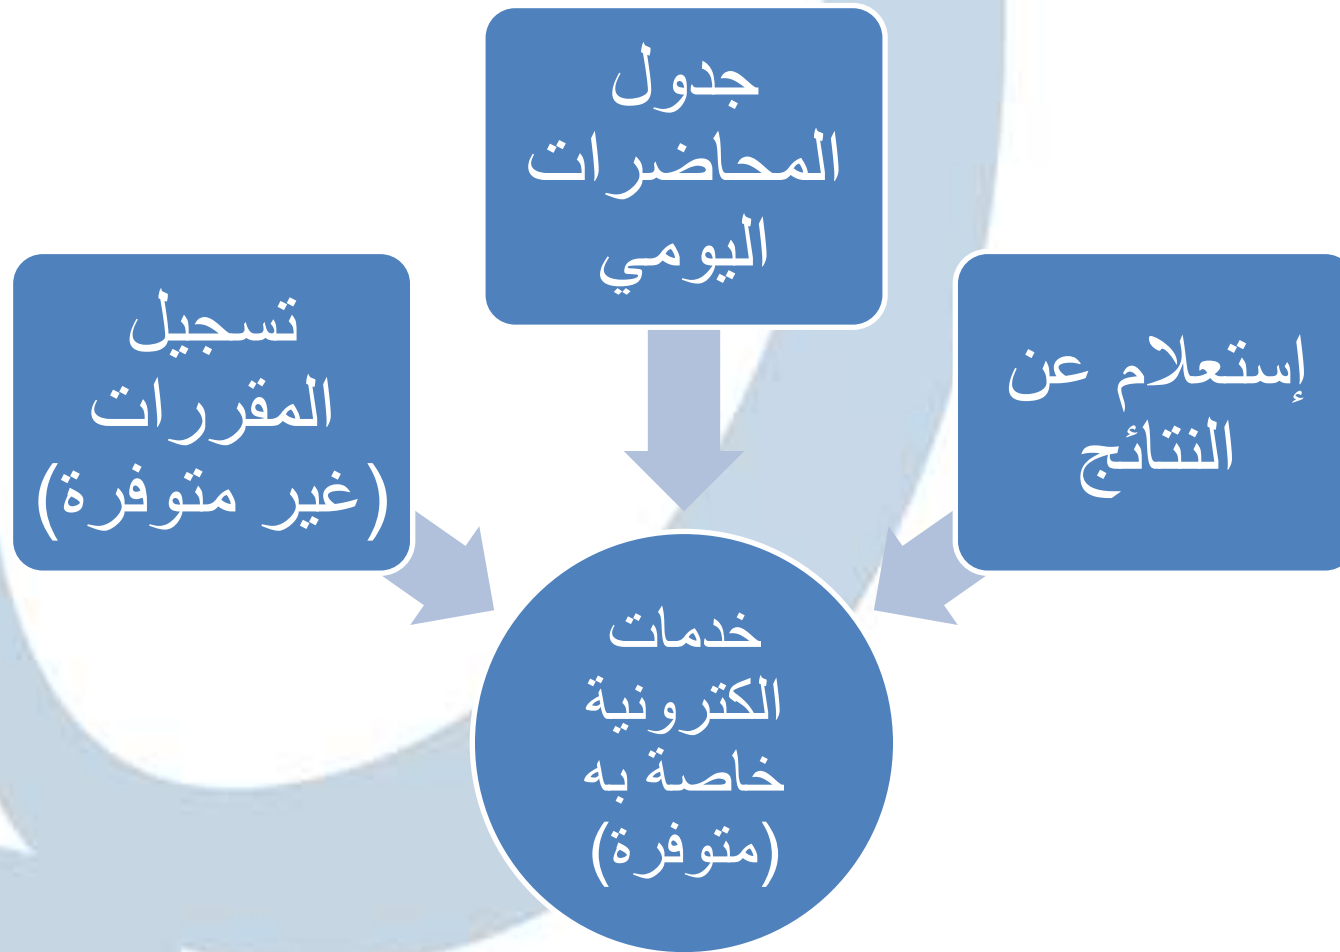 جدول
المحاضرات
اليومي
إستعلام عن
النتائج
تسجيل
المقررات
(غير متوفرة)
خدمات
الكترونية
خاصة به
(متوفرة)